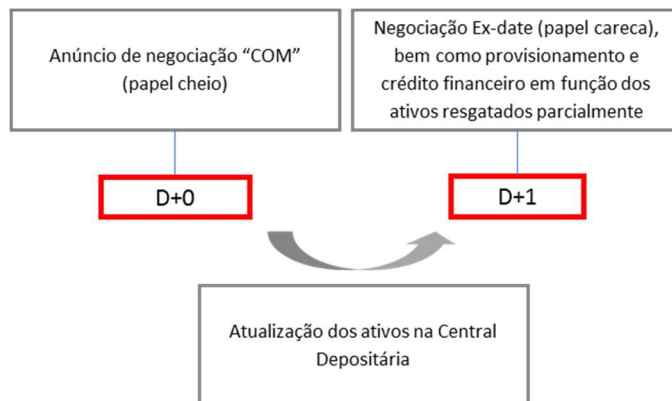 Anúncio de negociação “COM”
(papel cheio)
Negociação Ex-date (papel careca),
bem como provisionamento e
crédito financeiro em função dos
ativos resgatados parcialmente
D+0
D+1
Atualização dos ativos na Central
Depositária